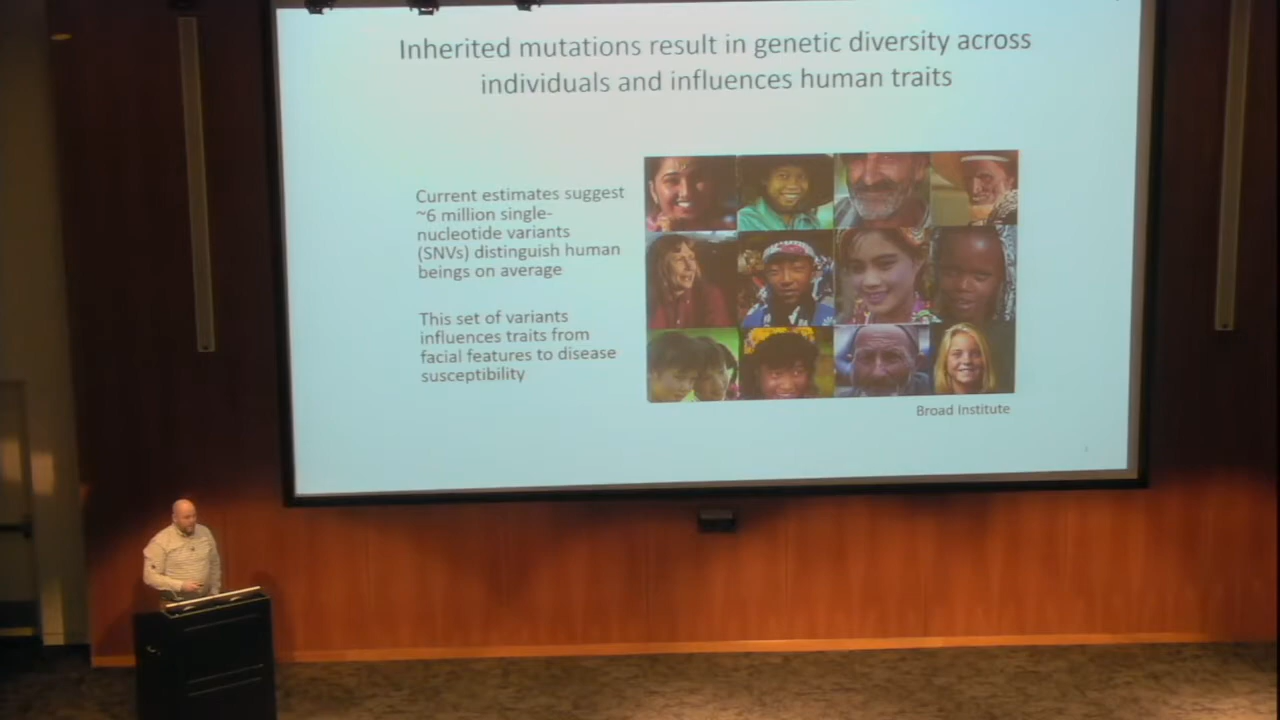 Inherited mutations result in genetic diversity across
individuals and influences human traits
Current estimates suggest
~6 million single-
nucleotide variants
(SNVs) distinguish human
beings on average
This set of variants
influences traits from
facial features to disease
susceptibility
Broad Institute